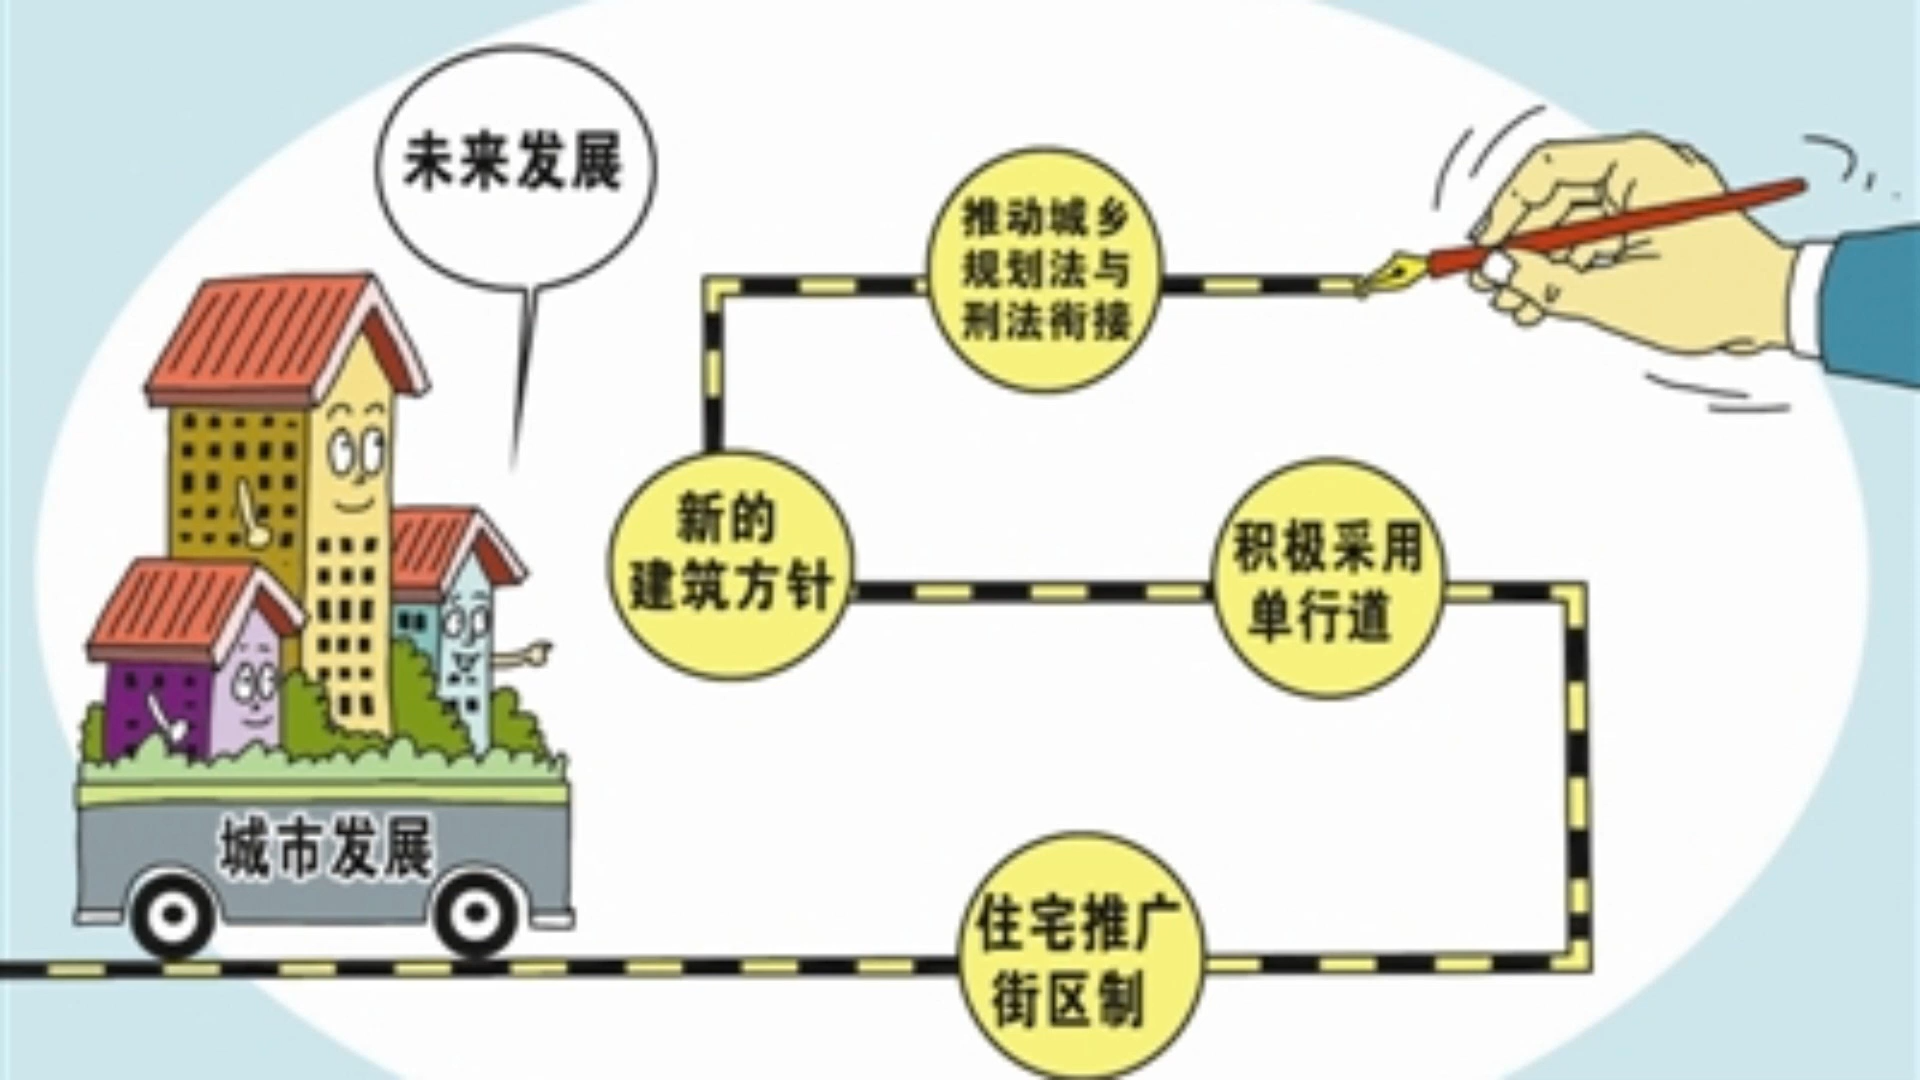 未来发展
推动城乡
规划法与
刑法衔接
新的
建筑方针
积极采用
单行道
城市发展
住宅推广
街区制